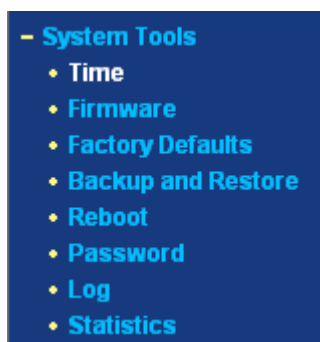 – System Tools
• Time
• Firmware
• Factory Defaults
• Backup and Restore
• Reboot
• Password
• Log
• Statistics